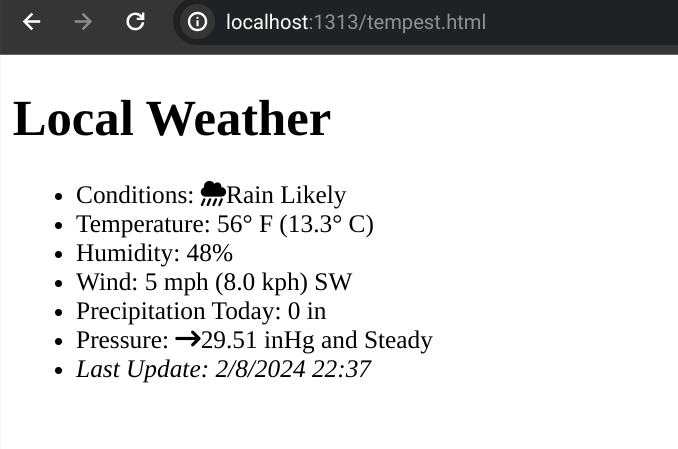 localhost:1313/tempest.html
Local Weather
Conditions: Rain Likely
Temperature: 56° F (13.3° C)
Humidity: 48%
Wind: 5 mph (8.0 kph) SW
Precipitation Today: 0 in
Pressure: →29.51 inHg and Steady
Last Update: 2/8/2024 22:37